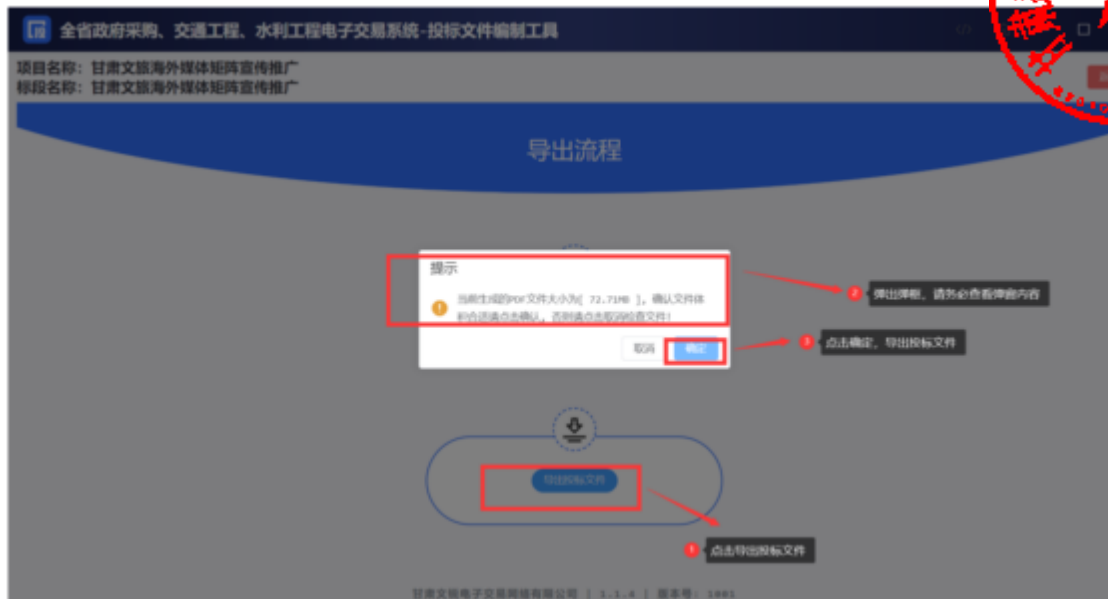 全省政府采购、交通工程、水利工程电子交易系统-投标文件编制工具
项目名称：甘肃文旅海外媒体矩阵宣传推广
标段名称：甘肃文旅海外媒体矩阵宣传推广
导出流程
提示
当前生成的PDF文件大小为[ 72.71MB ]，确认文件体
积合适请点击确认，否则请点击取消检查文件！
取消 确定
2 弹出弹框，请务必查看弹窗内容
3 点击确定，导出投标文件
导出投标文件
1 点击导出投标文件
甘肃文旅电子交易网络有限公司 | 1.1.4 | 版本号：1001